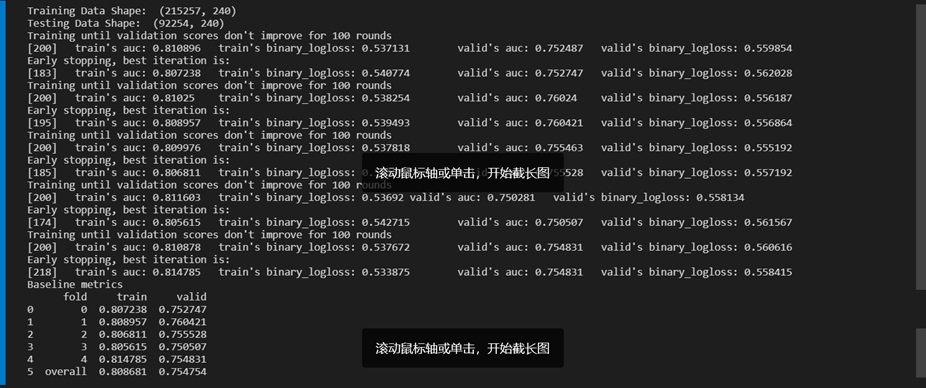 Training Data Shape:  (215257, 240)
Testing Data Shape:  (92254, 240)
Training until validation scores don't improve for 100 rounds
[200]   train's auc: 0.810896   train's binary_logloss: 0.537131        valid's auc: 0.752487   valid's binary_logloss: 0.559854
Early stopping, best iteration is:
[183]   train's auc: 0.807238   train's binary_logloss: 0.540774        valid's auc: 0.752747   valid's binary_logloss: 0.562028
Training until validation scores don't improve for 100 rounds
[200]   train's auc: 0.81025    train's binary_logloss: 0.538254        valid's auc: 0.76024    valid's binary_logloss: 0.556187
Early stopping, best iteration is:
[195]   train's auc: 0.808957   train's binary_logloss: 0.539493        valid's auc: 0.760421   valid's binary_logloss: 0.556864
Training until validation scores don't improve for 100 rounds
[200]   train's auc: 0.809976   train's binary_logloss: 0.537818        valid's auc: 0.755463   valid's binary_logloss: 0.555192
Early stopping, best iteration is:
[185]   train's auc: 0.806811   train's binary_logloss: 55528   valid's binary_logloss: 0.557192
滚动鼠标轴或单击，开始截长图
Training until validation scores don't improve for 100 rounds
[200]   train's auc: 0.811603   train's binary_logloss: 0.53692 valid's auc: 0.750281   valid's binary_logloss: 0.558134
Early stopping, best iteration is:
[174]   train's auc: 0.805615   train's binary_logloss: 0.542715        valid's auc: 0.750507   valid's binary_logloss: 0.561567
Training until validation scores don't improve for 100 rounds
[200]   train's auc: 0.810878   train's binary_logloss: 0.537672        valid's auc: 0.754831   valid's binary_logloss: 0.560616
Early stopping, best iteration is:
[218]   train's auc: 0.814785   train's binary_logloss: 0.533875        valid's auc: 0.754831   valid's binary_logloss: 0.558415
Baseline metrics
      fold     train     valid
0        0  0.807238  0.752747
1        1  0.808957  0.760421
2        2  0.806811  0.755528
3        3  0.805615  0.750507
4        4  0.814785  0.754831
5  overall  0.808681  0.754754
滚动鼠标轴或单击，开始截长图